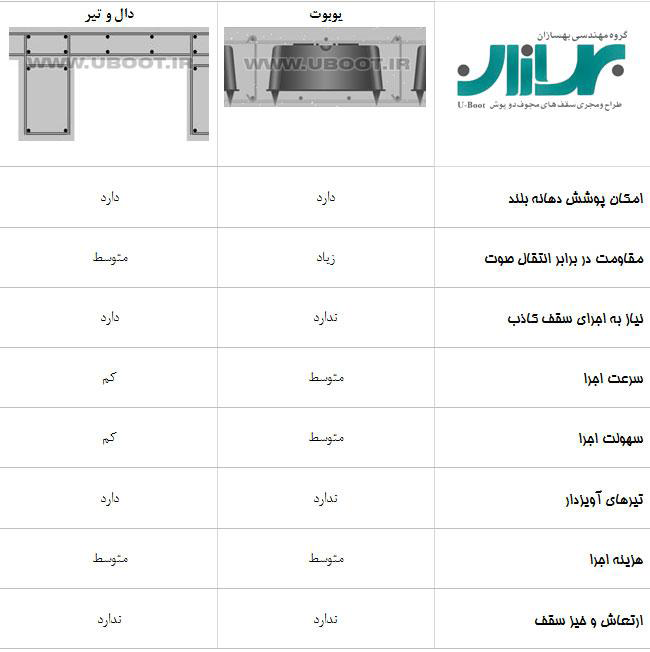 گروه مهندسی بهسازان
بهسازان
U-Boot
طراح و مجری سقف های مجوف دو پوش
یوبوت
دال و تیر
WWW.UBOOT.IR
WWW.UBOOT.IR
امکان پوشش دهانه بلند
دارد
دارد
مقاومت در برابر انتقال صوت
زیاد
متوسط
نیاز به اجرای سقف کاذب
ندارد
دارد
سرعت اجرا
متوسط
کم
سهولت اجرا
متوسط
کم
تیرهای آویزدار
ندارد
دارد
هزینه اجرا
متوسط
متوسط
ارتعاش و خیز سقف
ندارد
ندارد